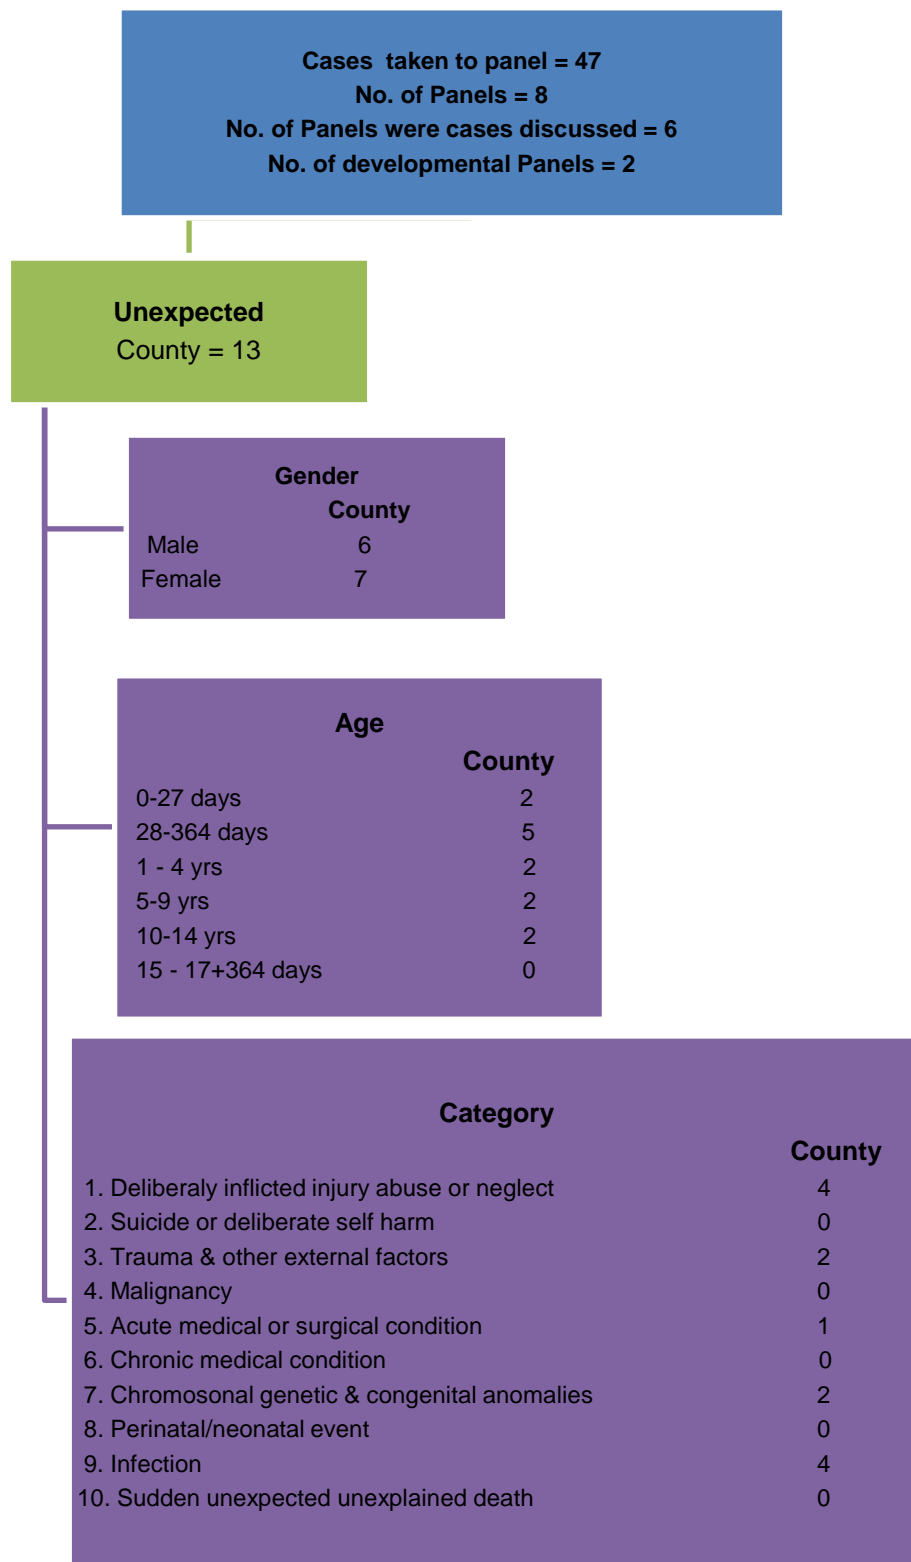 Cases taken to panel = 47
No. of Panels = 8
No. of Panels were cases discussed = 6
No. of developmental Panels = 2
Unexpected
County = 13
Gender
County
Male 6
Female 7
Age
County
0-27 days 2
28-364 days 5
1 - 4 yrs 2
5-9 yrs 2
10-14 yrs 2
15 - 17+364 days 0
Category
County
1. Deliberaly inflicted injury abuse or neglect 4
2. Suicide or deliberate self harm 0
3. Trauma & other external factors 2
4. Malignancy 0
5. Acute medical or surgical condition 1
6. Chronic medical condition 0
7. Chromosonal genetic & congenital anomalies 2
8. Perinatal/neonatal event 0
9. Infection 4
10. Sudden unexpected unexplained death 0